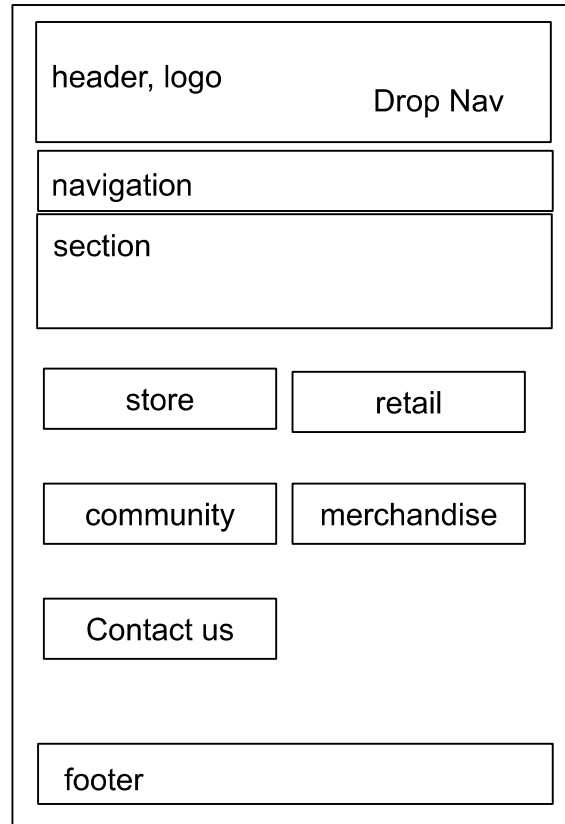 header, logo
Drop Nav
navigation
section
store
retail
community
merchandise
Contact us
footer